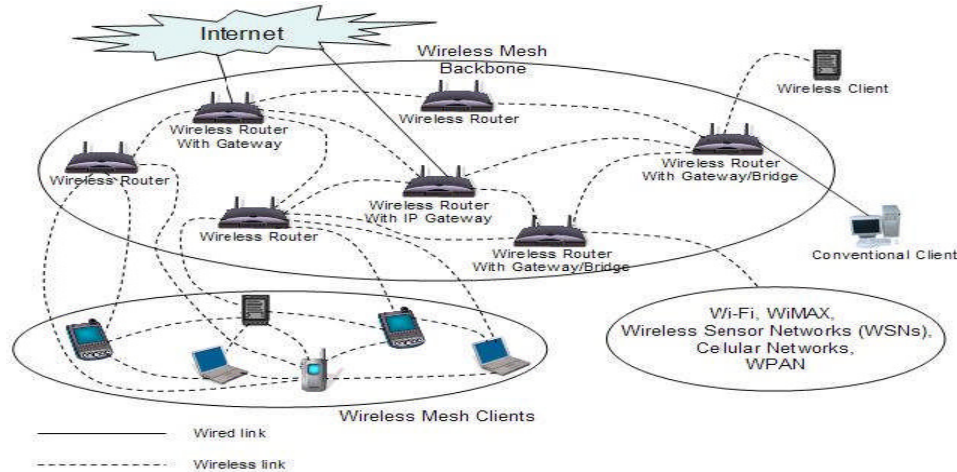 Internet
Wireless Mesh
Backbone
Wireless Client
Wireless Router
Wireless Router
With Gateway
Wireless Router
With Gateway/Bridge
Wireless Router
Wireless Router
With IP Gateway
Wireless Router
Wireless Router
With Gateway/Bridge
Conventional Client
Wi-Fi, WiMAX,
Wireless Sensor Networks (WSNs),
Cellular Networks,
WPAN
Wireless Mesh Clients
Wired link
Wireless link